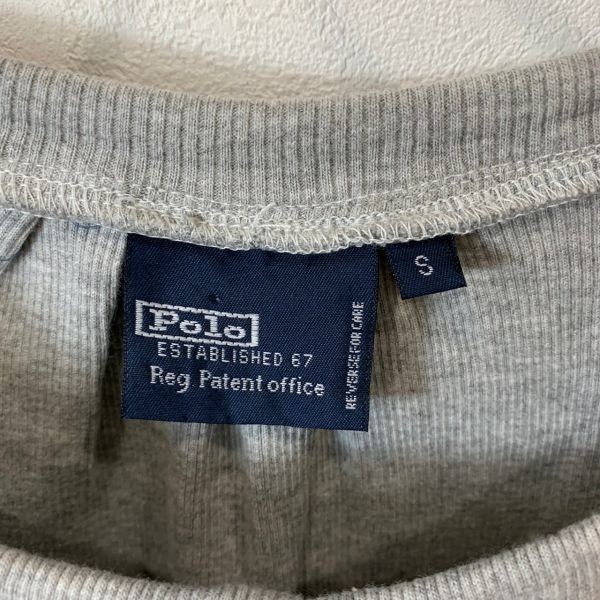 Polo
ESTABLISHED 67
Reg Patent office
REVERSE FOR CARE
S